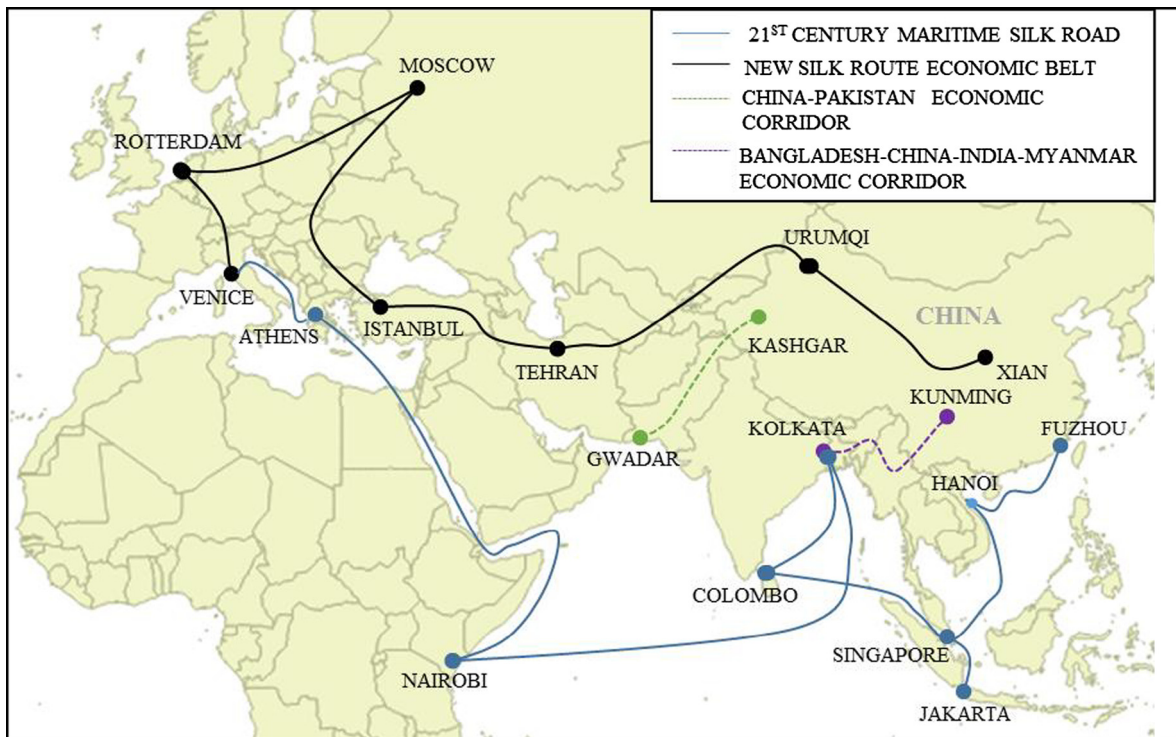 21ST CENTURY MARITIME SILK ROAD
NEW SILK ROUTE ECONOMIC BELT
CHINA-PAKISTAN ECONOMIC
CORRIDOR
BANGLADESH-CHINA-INDIA-MYANMAR
ECONOMIC CORRIDOR
MOSCOW
ROTTERDAM
URUMQI
VENICE
CHINA
ATHENS
ISTANBUL
KASHGAR
TEHRAN
XIAN
KUNMING
KOLKATA
FUZHOU
GWADAR
HANOI
COLOMBO
SINGAPORE
NAIROBI
JAKARTA